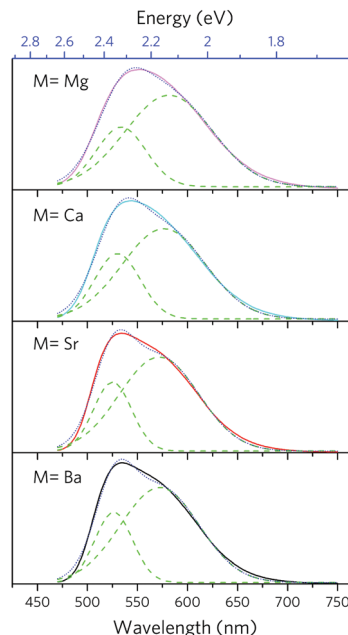 Energy (eV)
2.8 2.6 2.4 2.2 2 1.8
M= Mg
M= Ca
M= Sr
M= Ba
450 500 550 600 650 700 750
Wavelength (nm)